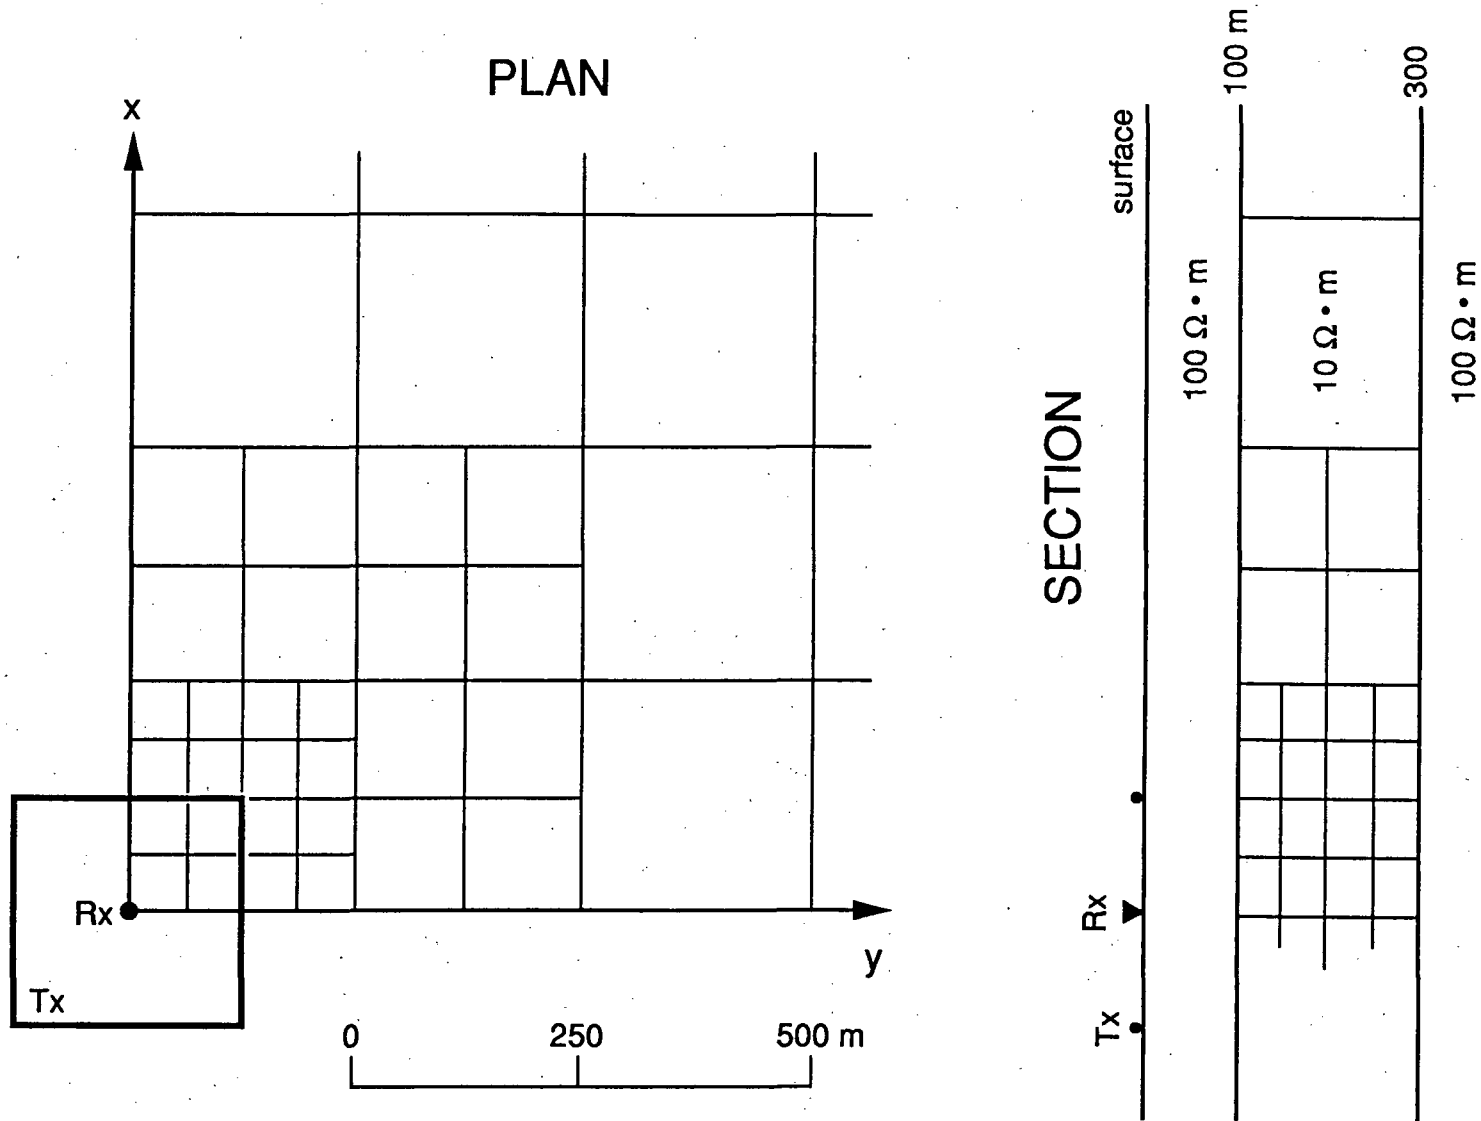 PLAN
x
Rx
Tx
y
0 250 500 m
SECTION
surface
100 m
300
100 Ω • m
10 Ω • m
100 Ω • m
Rx
Tx